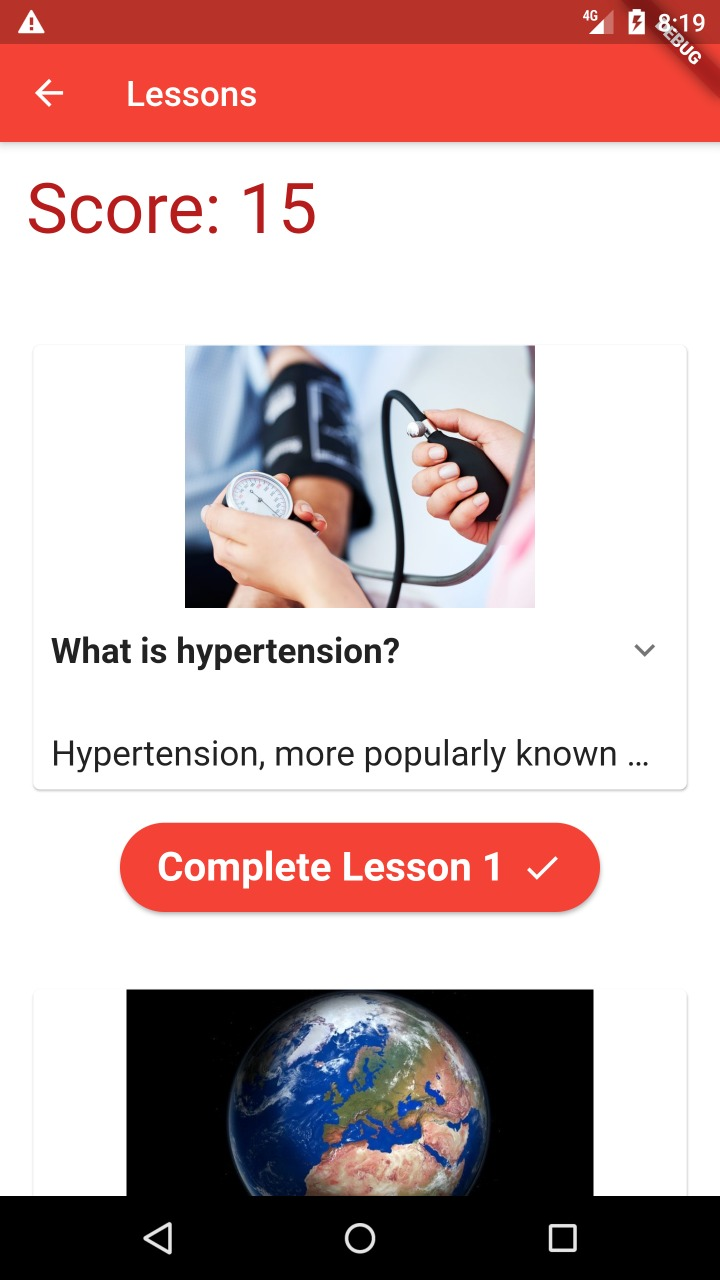 4G
8:19
DEBUG
Lessons
Score: 15
What is hypertension?
Hypertension, more popularly known ...
Complete Lesson 1